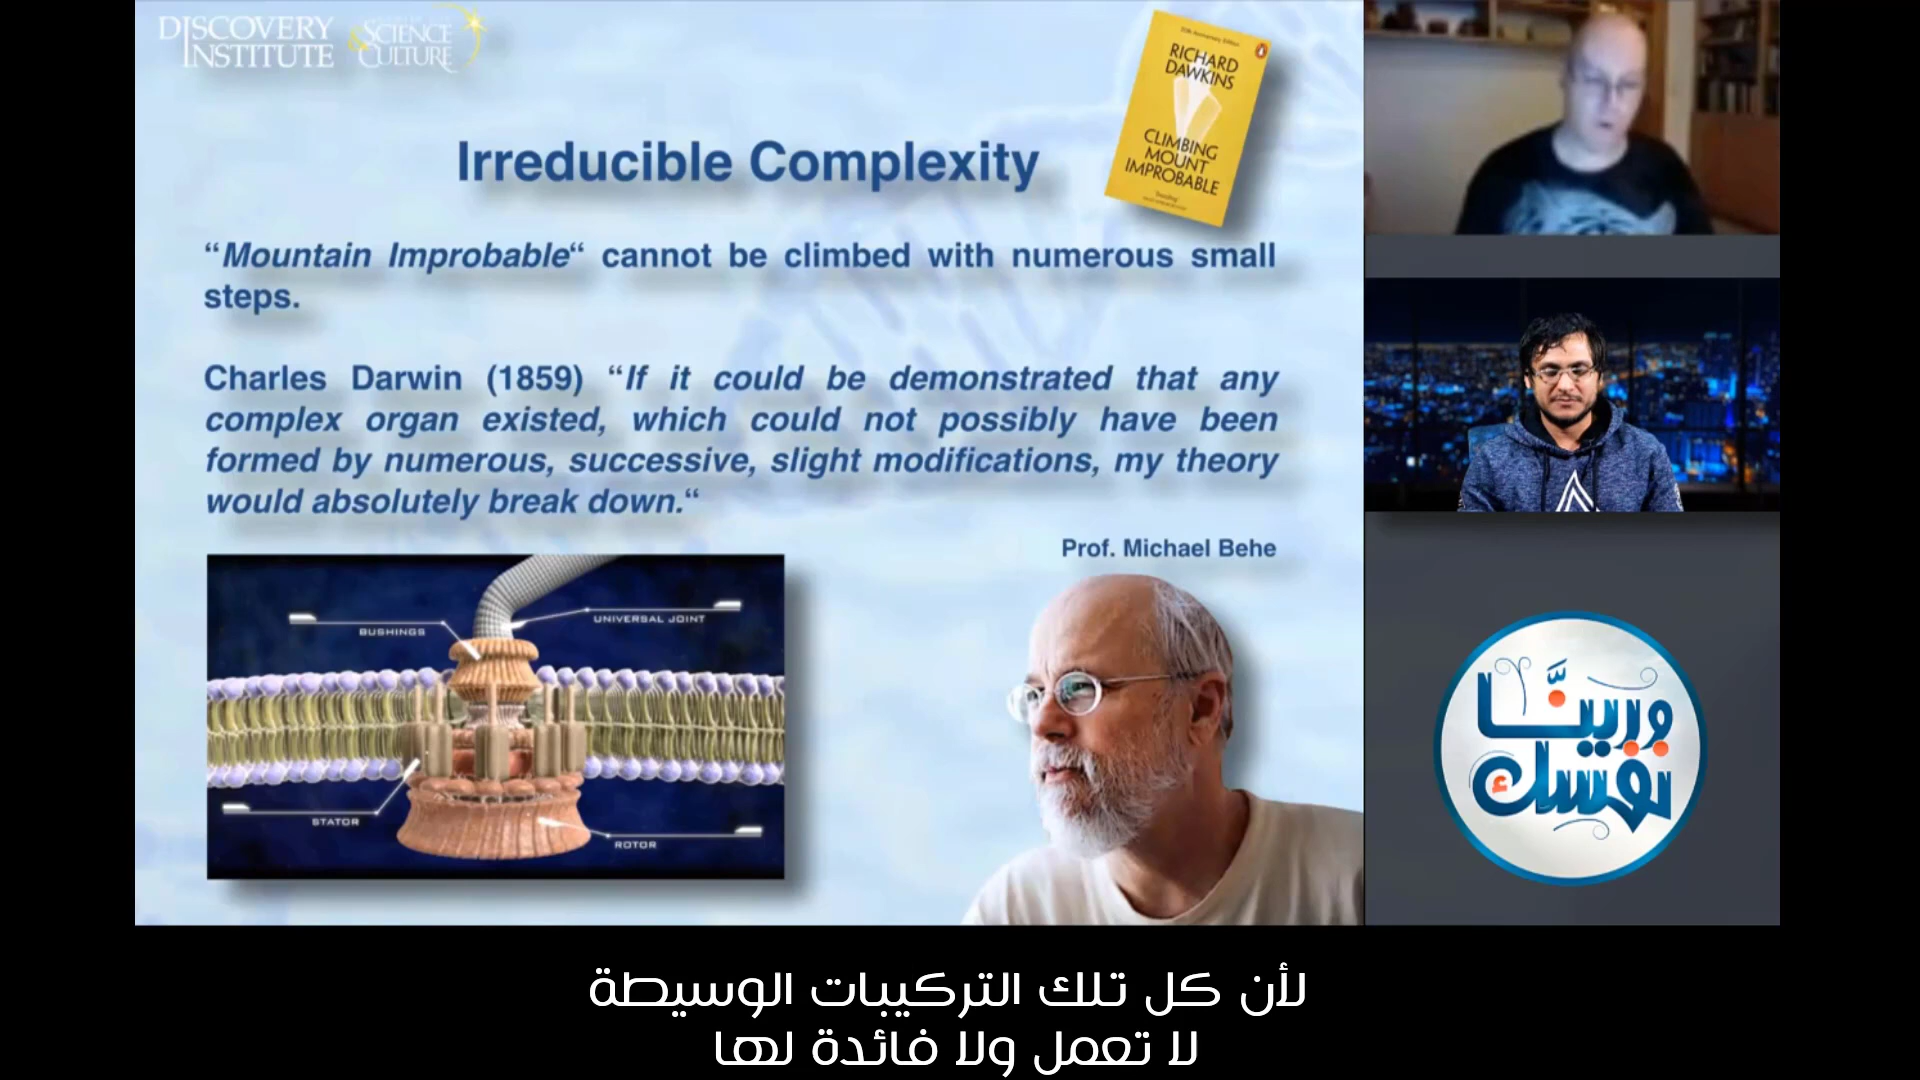 DISCOVERY
INSTITUTE
SCIENCE
& CULTURE
RICHARD
DAWKINS
CLIMBING
MOUNT
IMPROBABLE
Irreducible Complexity
“Mountain Improbable“ cannot be climbed with numerous small
steps.
Charles Darwin (1859) “If it could be demonstrated that any
complex organ existed, which could not possibly have been
formed by numerous, successive, slight modifications, my theory
would absolutely break down.“
Prof. Michael Behe
BUSHINGS
UNIVERSAL JOINT
STATOR
ROTOR
وربِّنا
نفسك
لأن كل تلك التركيبات الوسيطة
لا تعمل ولا فائدة لها